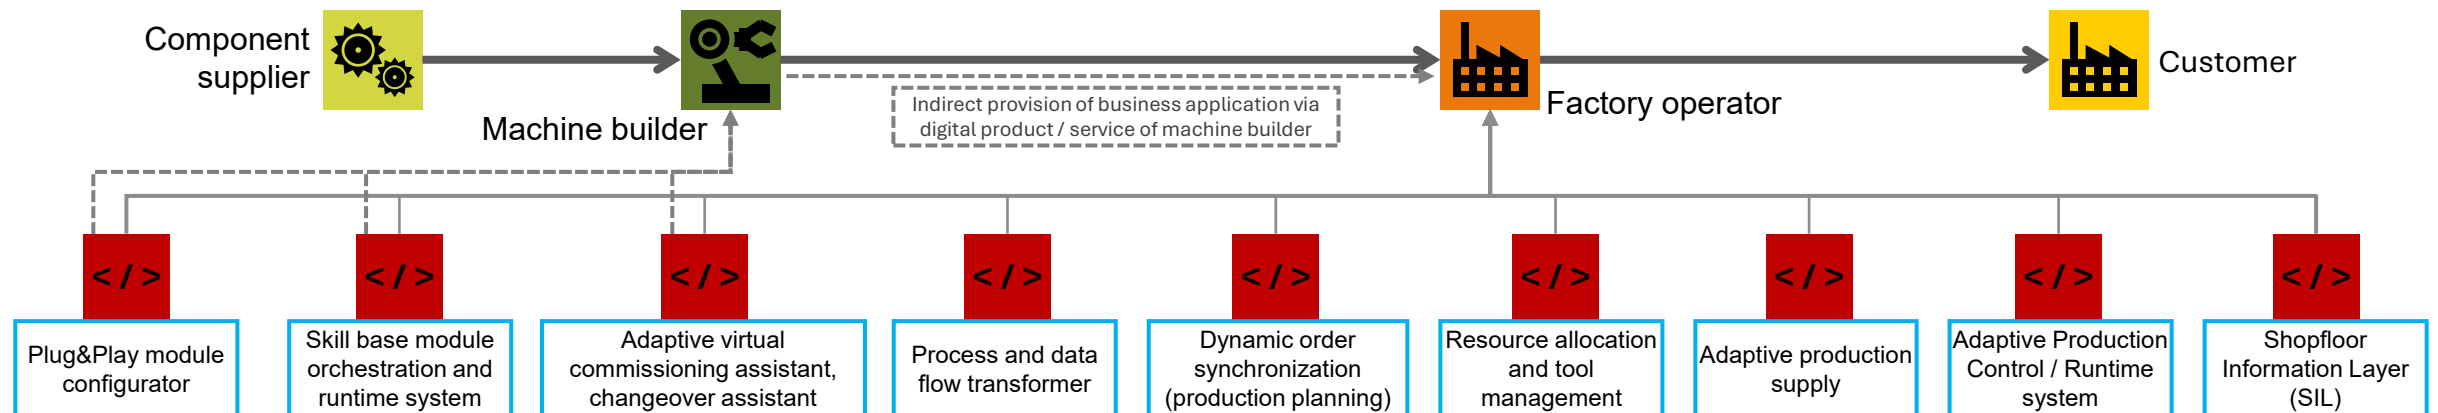 Component
supplier
Machine builder
Indirect provision of business application via
digital product / service of machine builder
Factory operator
Customer
</>
</>
</>
</>
</>
</>
</>
</>
</>
Plug&Play module
configurator
Skill base module
orchestration and
runtime system
Adaptive virtual
commissioning assistant,
changeover assistant
Process and data
flow transformer
Dynamic order
synchronization
(production planning)
Resource allocation
and tool
management
Adaptive production
supply
Adaptive Production
Control / Runtime
system
Shopfloor
Information Layer
(SIL)